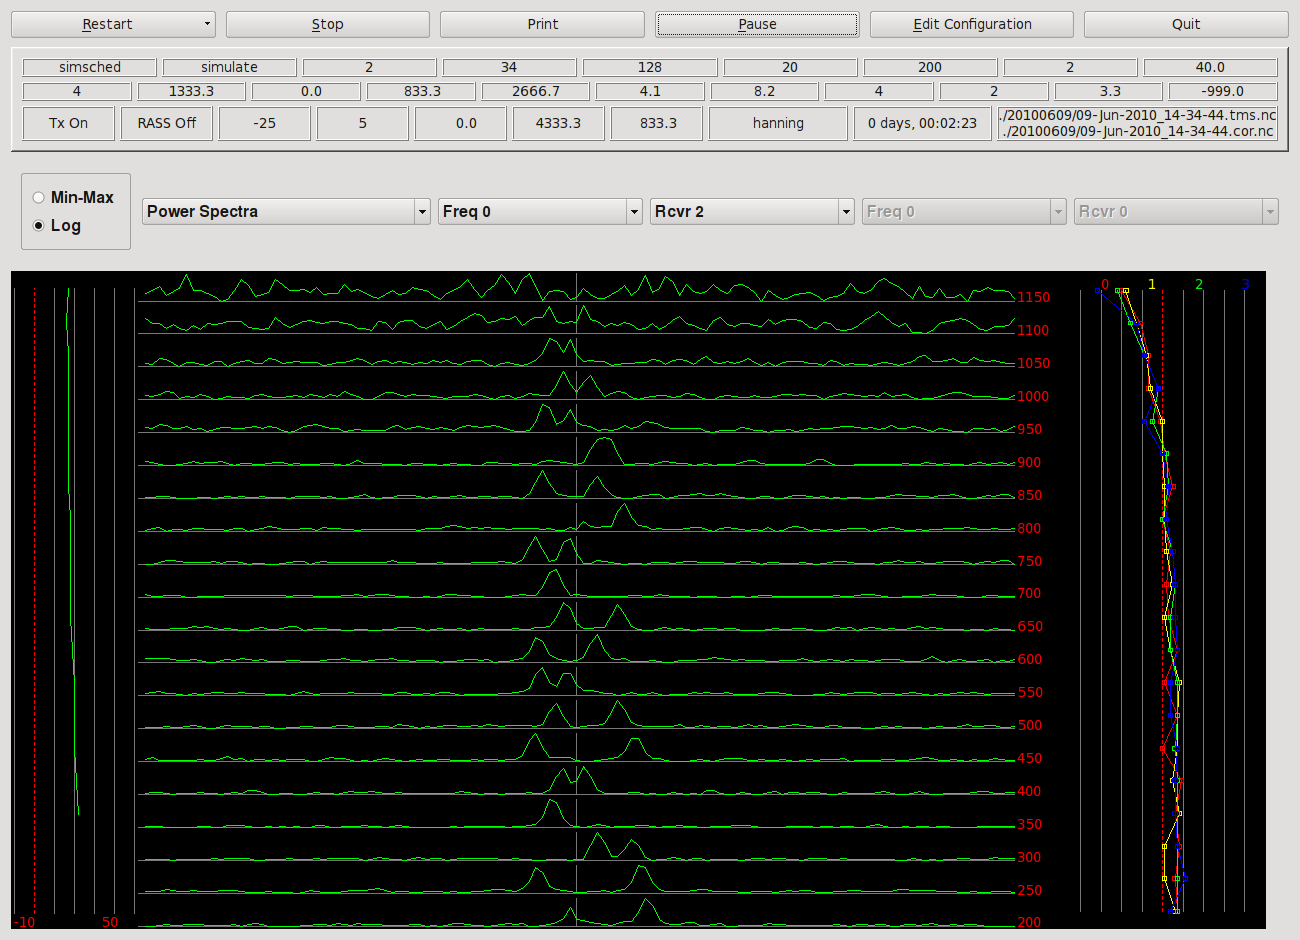 Restart Stop Print Pause Edit Configuration Quit
simsched simulate 2 34 128 20 200 2 40.0
4 1333.3 0.0 833.3 2666.7 4.1 8.2 4 2 3.3 -999.0
Tx On RASS Off -25 5 0.0 4333.3 833.3 hanning 0 days, 00:02:23 ./20100609/09-Jun-2010_14-34-44.tms.nc
./20100609/09-Jun-2010_14-34-44.cor.nc
Min-Max
Log
Power Spectra Freq 0 Rcvr 2 Freq 0 Rcvr 0
0 1 2 3
1150
1100
1050
1000
950
900
850
800
750
700
650
600
550
500
450
400
350
300
250
-10 50 200